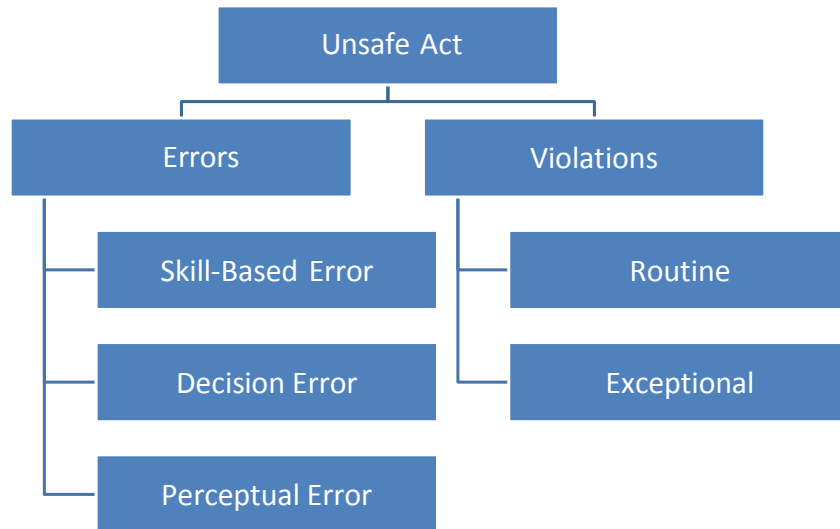 Unsafe Act
Errors
Violations
Skill-Based Error
Routine
Decision Error
Exceptional
Perceptual Error